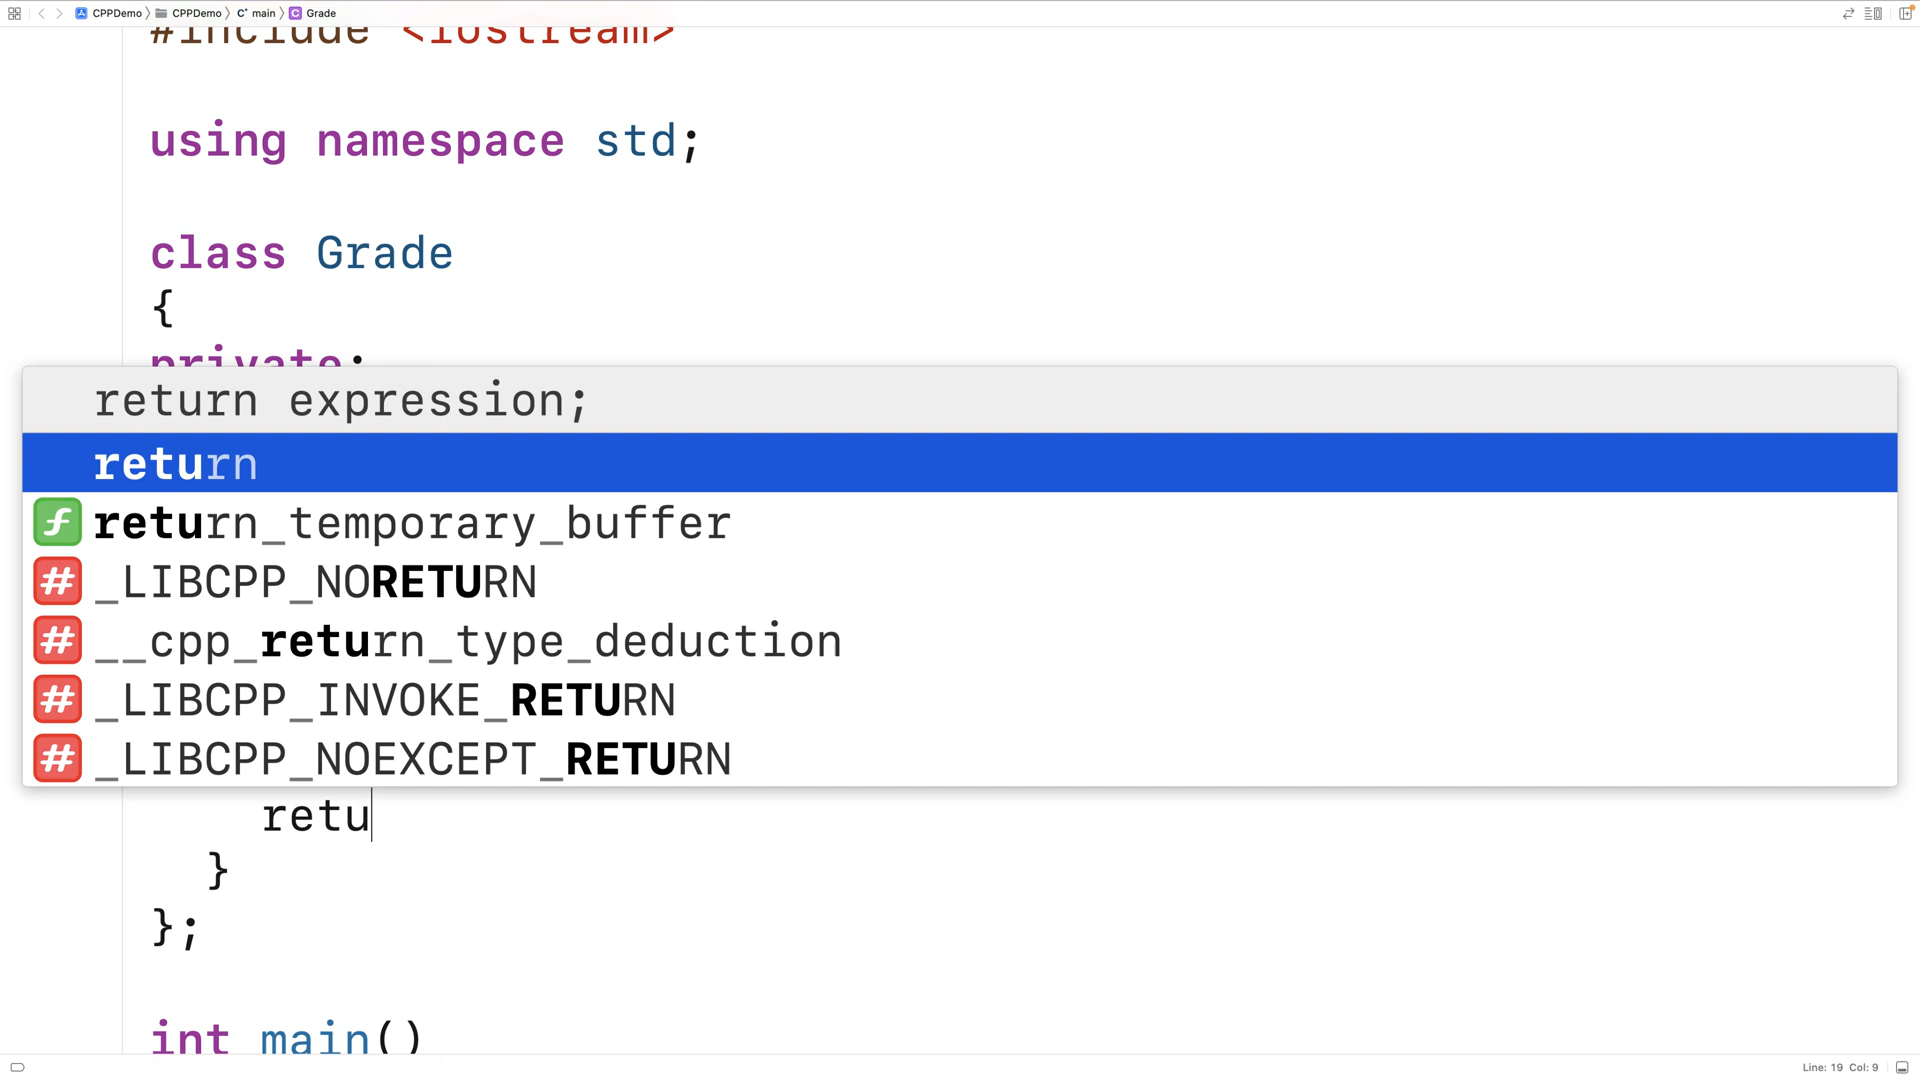 CPPDemo 〉 CPPDemo 〉 main 〉 Grade
#include <iostream>
using namespace std;
class Grade
{
private:
return expression;
return
return_temporary_buffer
_LIBCPP_NORETURN
__cpp_return_type_deduction
_LIBCPP_INVOKE_RETURN
_LIBCPP_NOEXCEPT_RETURN
retu
}
};
int main()
Line: 19 Col: 9